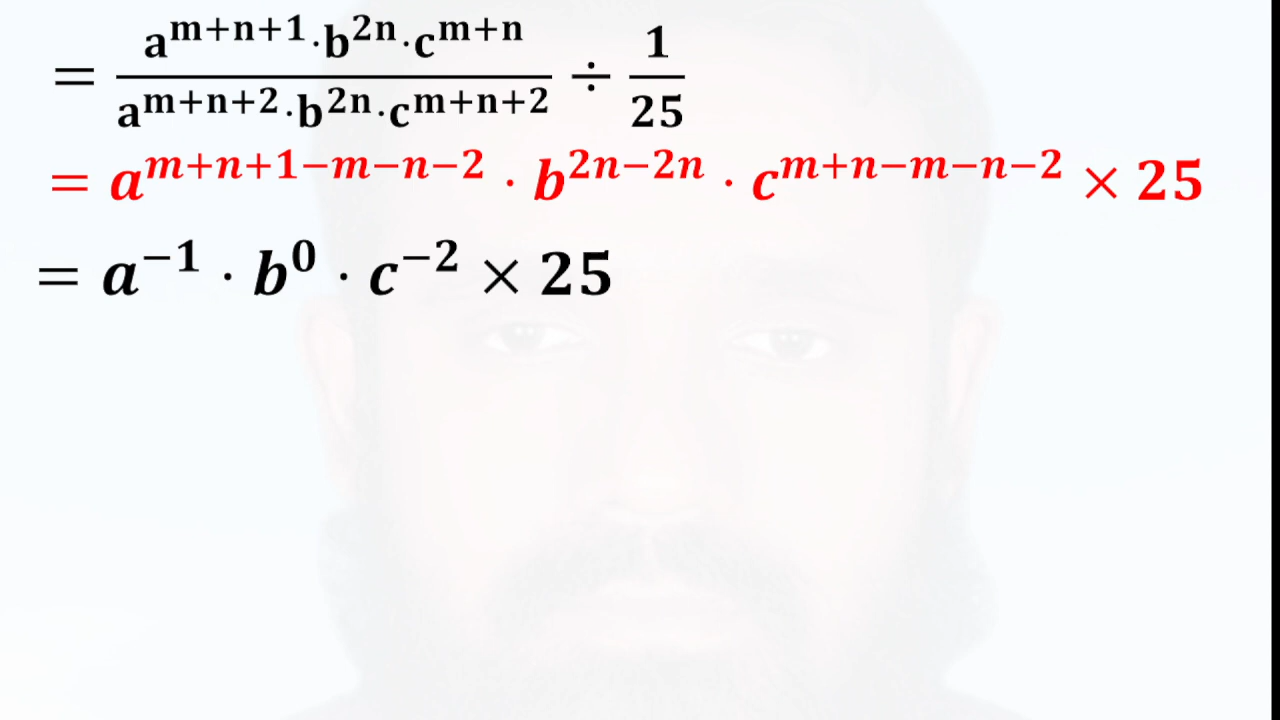 = a^{m+n+1}·b^{2n}·c^{m+n} / a^{m+n+2}·b^{2n}·c^{m+n+2} ÷ 1/25
= a^{m+n+1−m−n−2} · b^{2n−2n} · c^{m+n−m−n−2} × 25
= a^{−1} · b^{0} · c^{−2} × 25